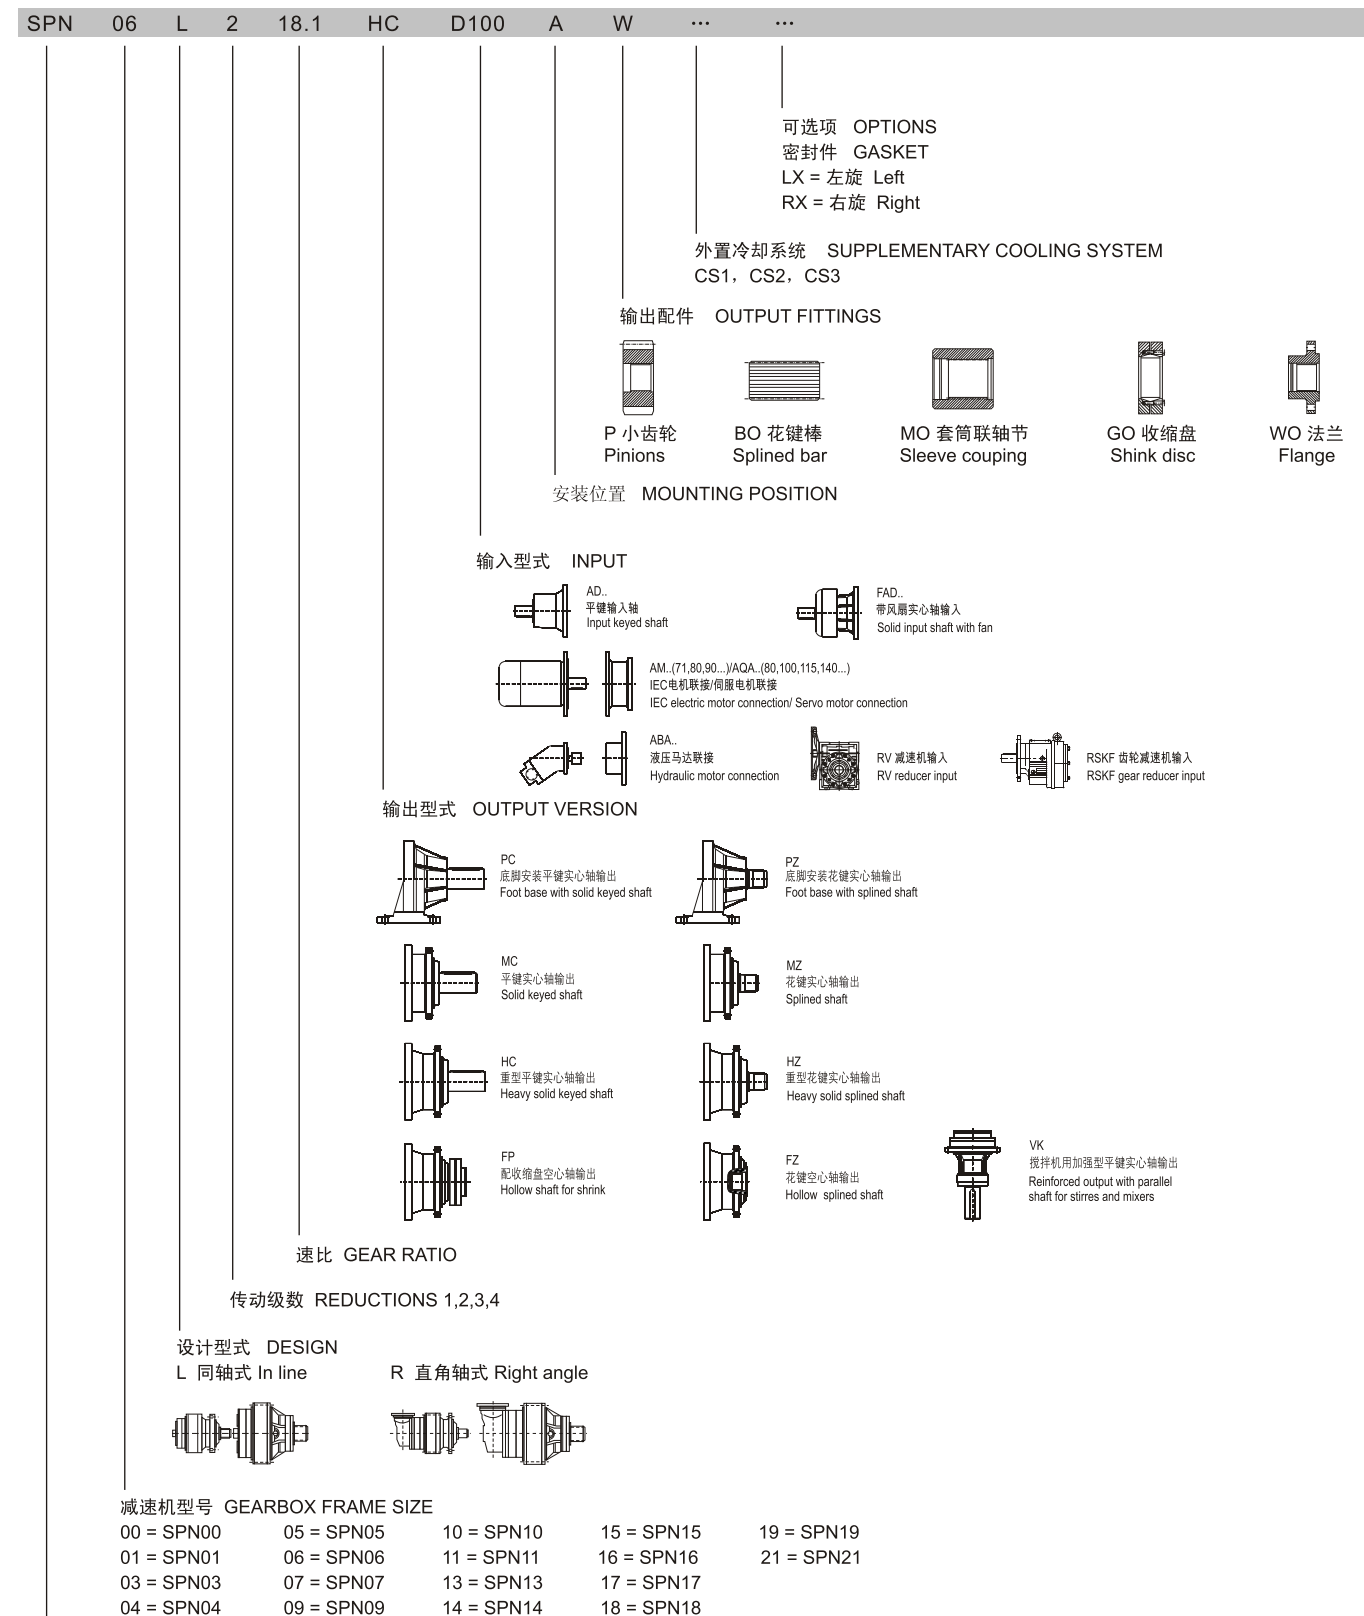 SPN 06 L 2 18.1 HC D100 A W ... ...
可选项 OPTIONS
密封件 GASKET
LX = 左旋 Left
RX = 右旋 Right
外置冷却系统 SUPPLEMENTARY COOLING SYSTEM
CS1，CS2，CS3
输出配件 OUTPUT FITTINGS
P 小齿轮 BO 花键棒 MO 套筒联轴节 GO 收缩盘 WO 法兰
Pinions Splined bar Sleeve couping Shink disc Flange
安装位置 MOUNTING POSITION
输入型式 INPUT
AD..
平键输入轴
Input keyed shaft
FAD..
带风扇实心轴输入
Solid input shaft with fan
AM..(71,80,90...)/AQA..(80,100,115,140...)
IEC电机联接/伺服电机联接
IEC electric motor connection/ Servo motor connection
ABA..
液压马达联接
Hydraulic motor connection
RV 减速机输入
RV reducer input
RSKF 齿轮减速机输入
RSKF gear reducer input
输出型式 OUTPUT VERSION
PC
底脚安装平键实心轴输出
Foot base with solid keyed shaft
PZ
底脚安装花键实心轴输出
Foot base with splined shaft
MC
平键实心轴输出
Solid keyed shaft
MZ
花键实心轴输出
Splined shaft
HC
重型平键实心轴输出
Heavy solid keyed shaft
HZ
重型花键实心轴输出
Heavy solid splined shaft
FP
配收缩盘空心轴输出
Hollow shaft for shrink
FZ
花键空心轴输出
Hollow splined shaft
VK
搅拌机用加强型平键实心轴输出
Reinforced output with parallel
shaft for stirres and mixers
速比 GEAR RATIO
传动级数 REDUCTIONS 1,2,3,4
设计型式 DESIGN
L 同轴式 In line R 直角轴式 Right angle
减速机型号 GEARBOX FRAME SIZE
00 = SPN00 05 = SPN05 10 = SPN10 15 = SPN15 19 = SPN19
01 = SPN01 06 = SPN06 11 = SPN11 16 = SPN16 21 = SPN21
03 = SPN03 07 = SPN07 13 = SPN13 17 = SPN17
04 = SPN04 09 = SPN09 14 = SPN14 18 = SPN18